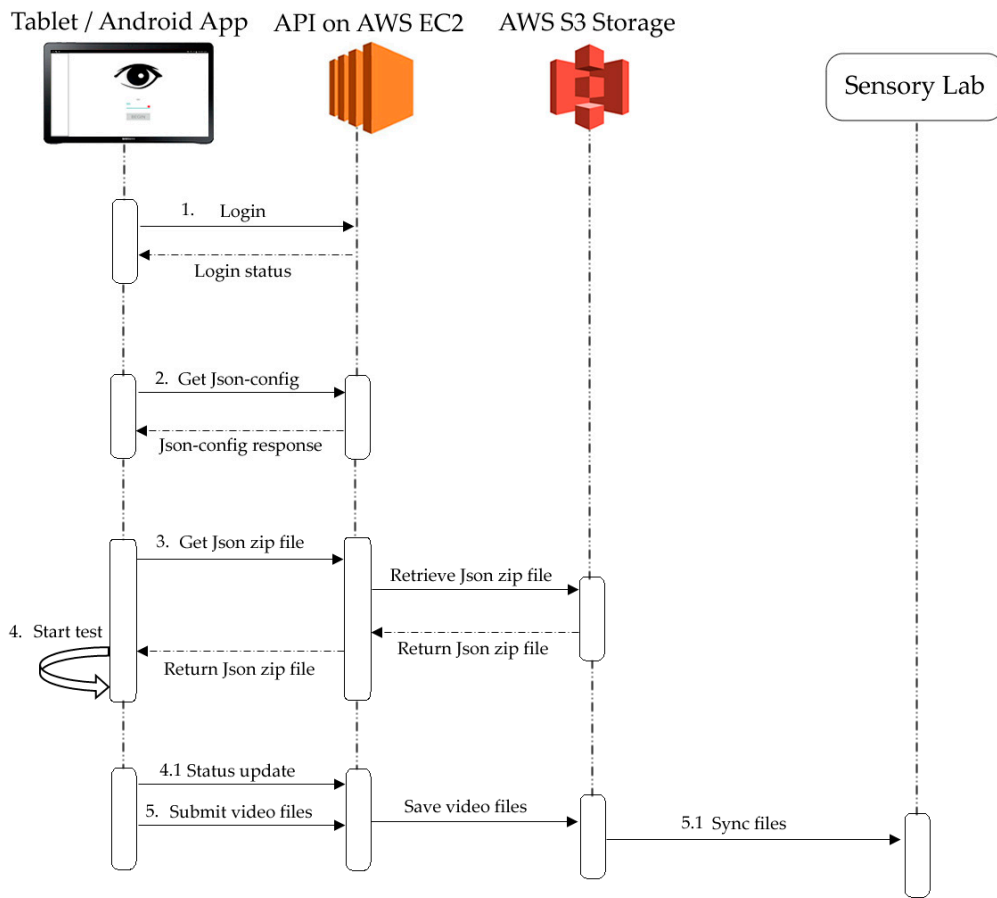 Tablet / Android App
API on AWS EC2
AWS S3 Storage
Sensory Lab
1. Login
Login status
2. Get Json-config
Json-config response
3. Get Json zip file
Retrieve Json zip file
4. Start test
Return Json zip file
Return Json zip file
4.1 Status update
5. Submit video files
Save video files
5.1 Sync files